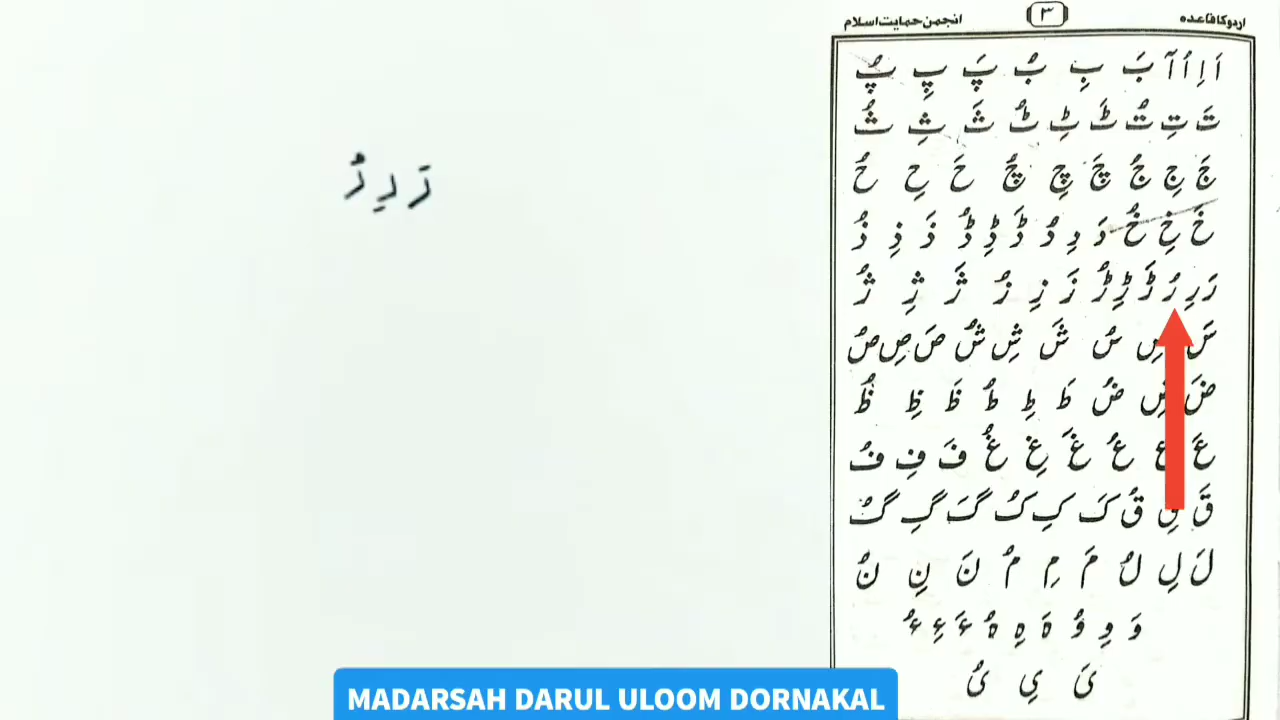 اردو کا قاعدہ ۳ انجمن حمایت اسلام
اَ اِ اُ آ بَ بِ بُ پَ پِ پُ
تَ تِ تُ ٹَ ٹِ ٹُ ثَ ثِ ثُ
جَ جِ جُ چَ چِ چُ حَ حِ حُ
خَ خِ خُ دَ دِ دُ ڈَ ڈِ ڈُ ذَ ذِ ذُ
رَ رِ رُ ڑَ ڑِ ڑُ زَ زِ زُ ژَ ژِ ژُ
سَ سِ سُ شَ شِ شُ صَ صِ صُ
ضَ ضِ ضُ طَ طِ طُ ظَ ظِ ظُ
عَ عِ عُ غَ غِ غُ فَ فِ فُ
قَ قِ قُ کَ کِ کُ گَ گِ گُ
لَ لِ لُ مَ مِ مُ نَ نِ نُ
وَ وِ وُ ہَ ہِ ہُ ءَ ءِ ءُ
یَ یِ یُ
رَ رِ رُ
MADARSAH DARUL ULOOM DORNAKAL